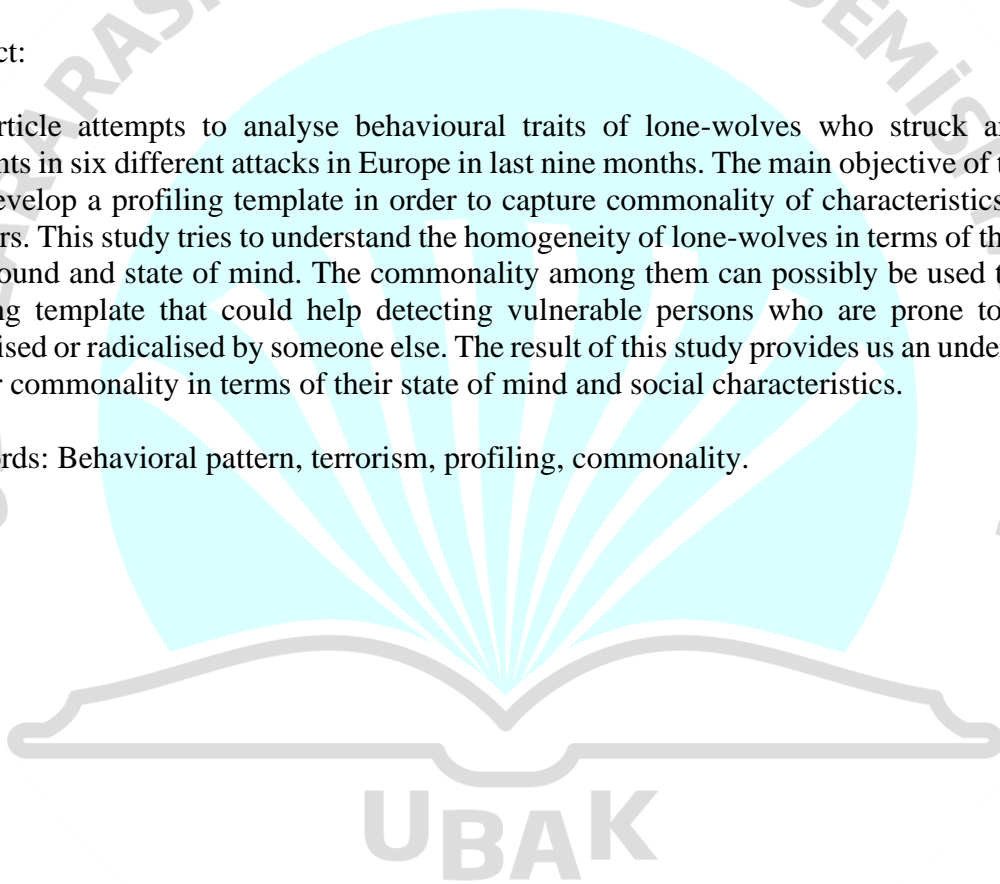 ARAS
DEMİS
ct:
rticle attempts to analyse behavioural traits of lone-wolves who struck
nts in six different attacks in Europe in last nine months. The main objective of
evelop a profiling template in order to capture commonality of characteristics
rs. This study tries to understand the homogeneity of lone-wolves in terms of th
ound and state of mind. The commonality among them can possibly be used
ng template that could help detecting vulnerable persons who are prone to
ised or radicalised by someone else. The result of this study provides us an under
r commonality in terms of their state of mind and social characteristics.
rds: Behavioral pattern, terrorism, profiling, commonality.
UBAK